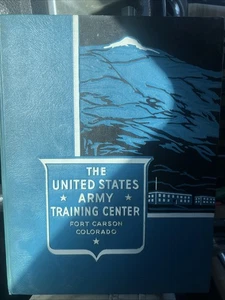 THE
UNITED STATES
ARMY
TRAINING CENTER
FORT CARSON
COLORADO